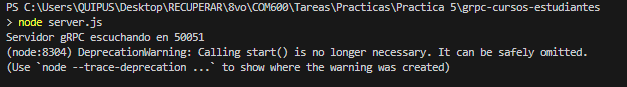 PS C:\Users\QUIPUS\Desktop\RECUPERAR\8vo\COM600\Tareas\Practicas\Practica 5\grpc-cursos-estudiantes
> node server.js
Servidor gRPC escuchando en 50051
(node:8304) DeprecationWarning: Calling start() is no longer necessary. It can be safely omitted.
(Use `node --trace-deprecation ...` to show where the warning was created)